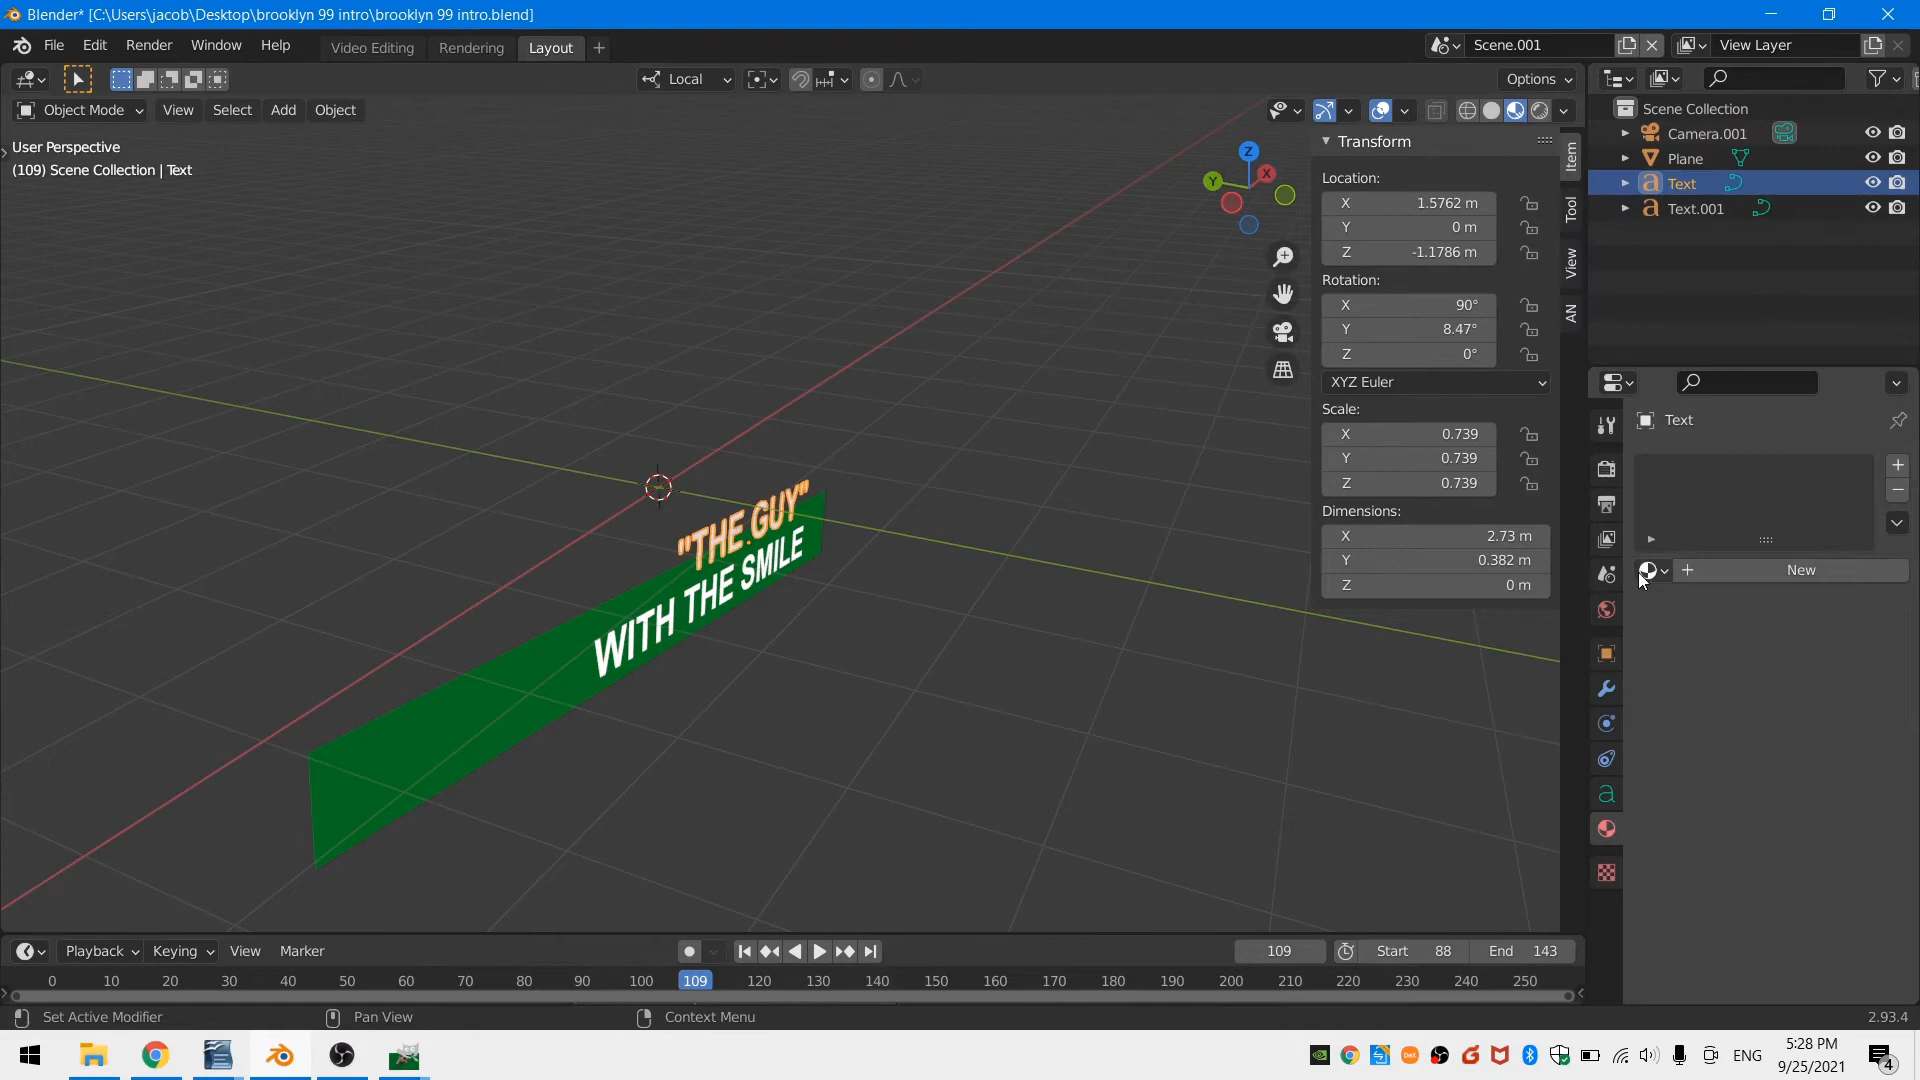 Blender* [C:\Users\jacob\Desktop\brooklyn 99 intro\brooklyn 99 intro.blend]
File Edit Render Window Help Video Editing Rendering Layout + Scene.001 View Layer
Local Options
Object Mode View Select Add Object
User Perspective
(109) Scene Collection | Text
Z
X
Y
"THE GUY"
WITH THE SMILE
Transform
Location:
X 1.5762 m
Y 0 m
Z -1.1786 m
Rotation:
X 90°
Y 8.47°
Z 0°
XYZ Euler
Scale:
X 0.739
Y 0.739
Z 0.739
Dimensions:
X 2.73 m
Y 0.382 m
Z 0 m
Item
Tool
View
AN
Scene Collection
Camera.001
Plane
Text
Text.001
Text
New
Playback Keying View Marker 109 Start 88 End 143
0 10 20 30 40 50 60 70 80 90 100 109 120 130 140 150 160 170 180 190 200 210 220 230 240 250
Set Active Modifier Pan View Context Menu 2.93.4
ENG
5:28 PM
9/25/2021
4